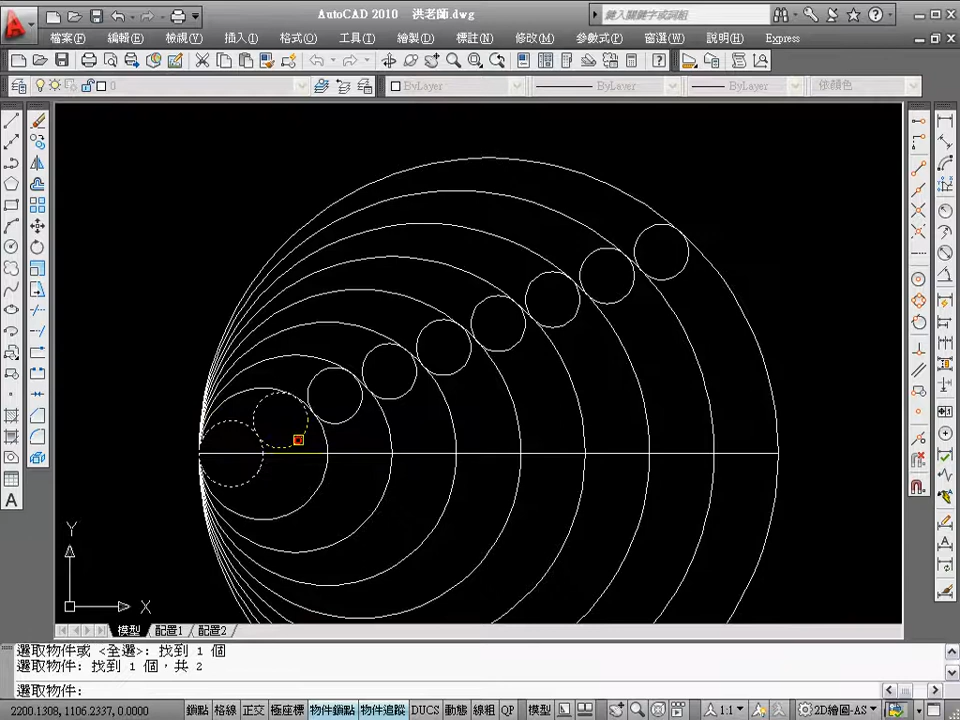 AutoCAD 2010 洪老師.dwg
鍵入關鍵字或詞組
檔案(F) 編輯(E) 檢視(V) 插入(I) 格式(O) 工具(T) 繪製(D) 標註(N) 修改(M) 參數式(P) 視窗(W) 說明(H) Express
0 ByLayer ByLayer ByLayer 依顏色
A
Y
X
模型 配置1 配置2
選取物件或 <全選>: 找到 1 個
選取物件: 找到 1 個,共 2
選取物件:
2200.1308, 1106.2337, 0.0000 鎖點 格線 正交 極座標 物件鎖點 物件追蹤 DUCS 動態 線粗 QP 模型 1:1 2D繪圖-AS